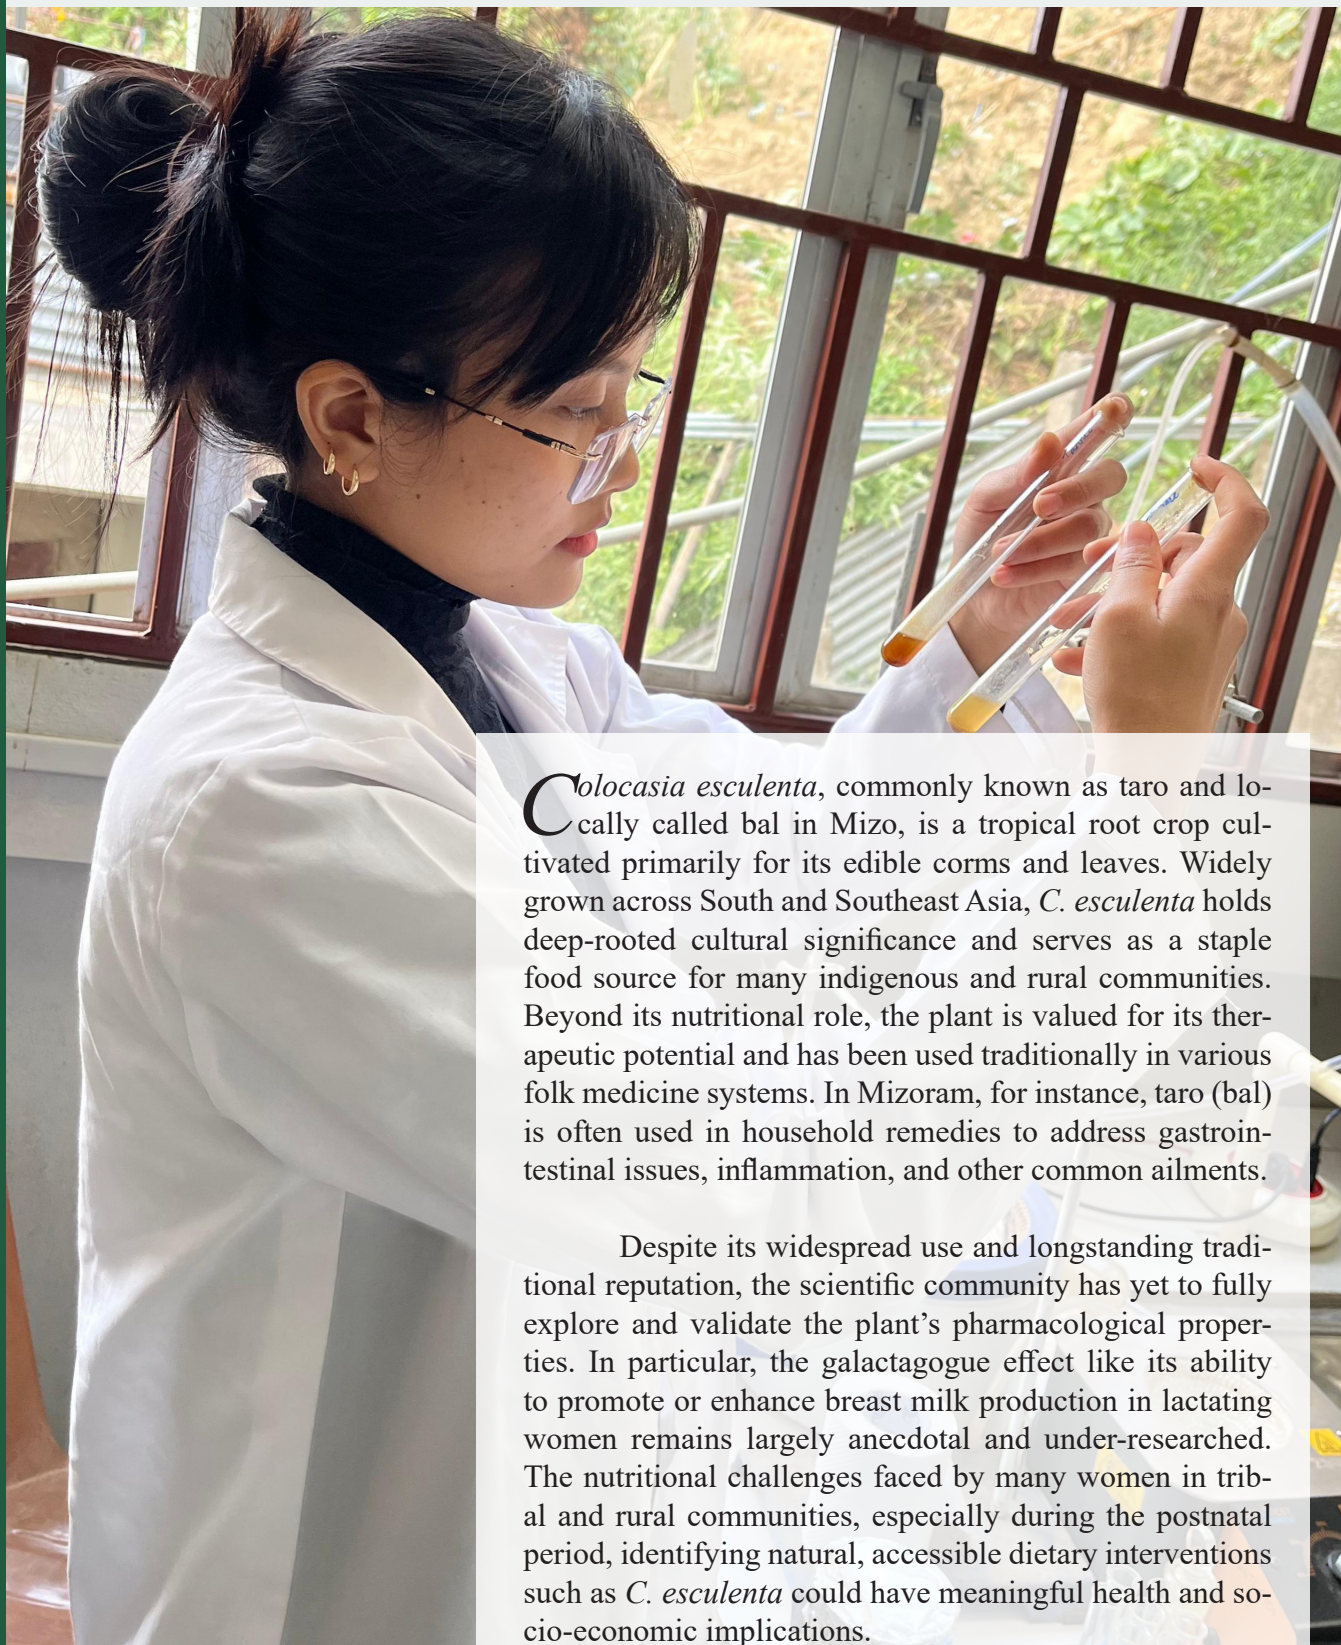 Colocasia esculenta, commonly known as taro and lo-
cally called bal in Mizo, is a tropical root crop cul-
tivated primarily for its edible corms and leaves. Widely
grown across South and Southeast Asia, C. esculenta holds
deep-rooted cultural significance and serves as a staple
food source for many indigenous and rural communities.
Beyond its nutritional role, the plant is valued for its ther-
apeutic potential and has been used traditionally in various
folk medicine systems. In Mizoram, for instance, taro (bal)
is often used in household remedies to address gastroin-
testinal issues, inflammation, and other common ailments.
Despite its widespread use and longstanding tradi-
tional reputation, the scientific community has yet to fully
explore and validate the plant’s pharmacological proper-
ties. In particular, the galactagogue effect like its ability
to promote or enhance breast milk production in lactating
women remains largely anecdotal and under-researched.
The nutritional challenges faced by many women in trib-
al and rural communities, especially during the postnatal
period, identifying natural, accessible dietary interventions
such as C. esculenta could have meaningful health and so-
cio-economic implications.